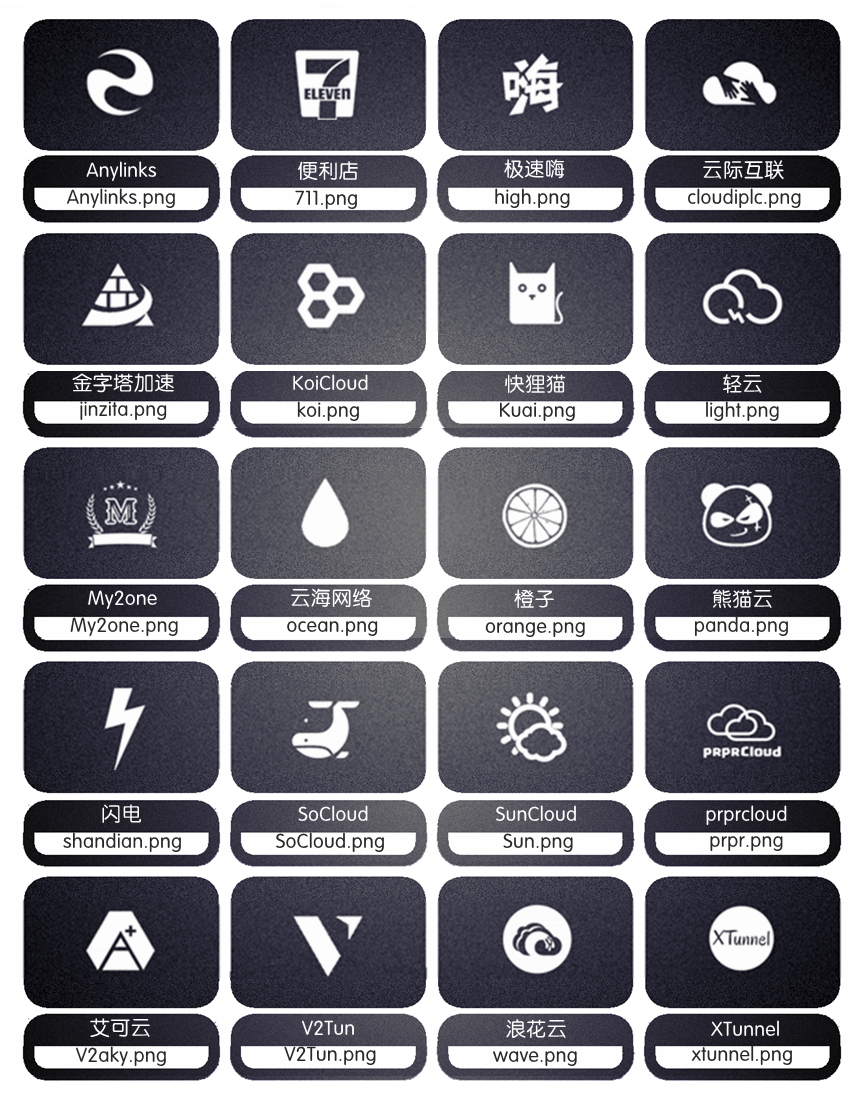 7
ELEVEn
嗨
Anylinks
便利店
极速嗨
云际互联
Anylinks.png
711.png
high.png
cloudiplc.png
金字塔加速
KoiCloud
快狸猫
轻云
jinzita.png
koi.png
Kuai.png
light.png
M
My2one
云海网络
橙子
熊猫云
My2one.png
ocean.png
orange.png
panda.png
PRPRCloud
闪电
SoCloud
SunCloud
prprcloud
shandian.png
SoCloud.png
Sun.png
prpr.png
A+
XTunnel
艾可云
V2Tun
浪花云
XTunnel
V2aky.png
V2Tun.png
wave.png
xtunnel.png